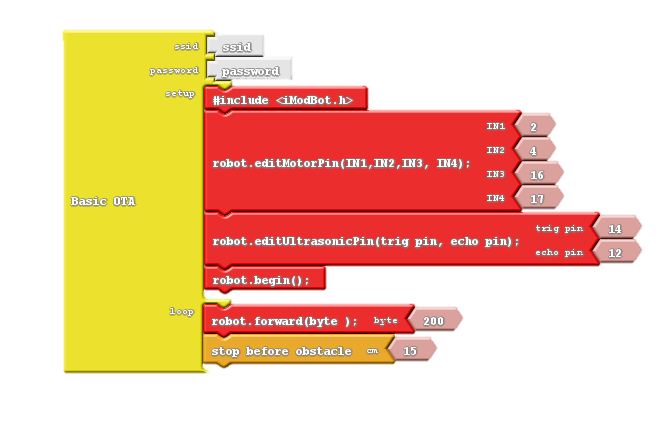 ssid ssid
password password
setup
#include <iModBot.h>
IN1 2
IN2 4
robot.editMotorPin(IN1,IN2,IN3, IN4);
IN3 16
IN4 17
Basic OTA
trig pin 14
robot.editUltrasonicPin(trig pin, echo pin);
echo pin 12
robot.begin();
loop
robot.forward(byte ); byte 200
stop before obstacle cm 15